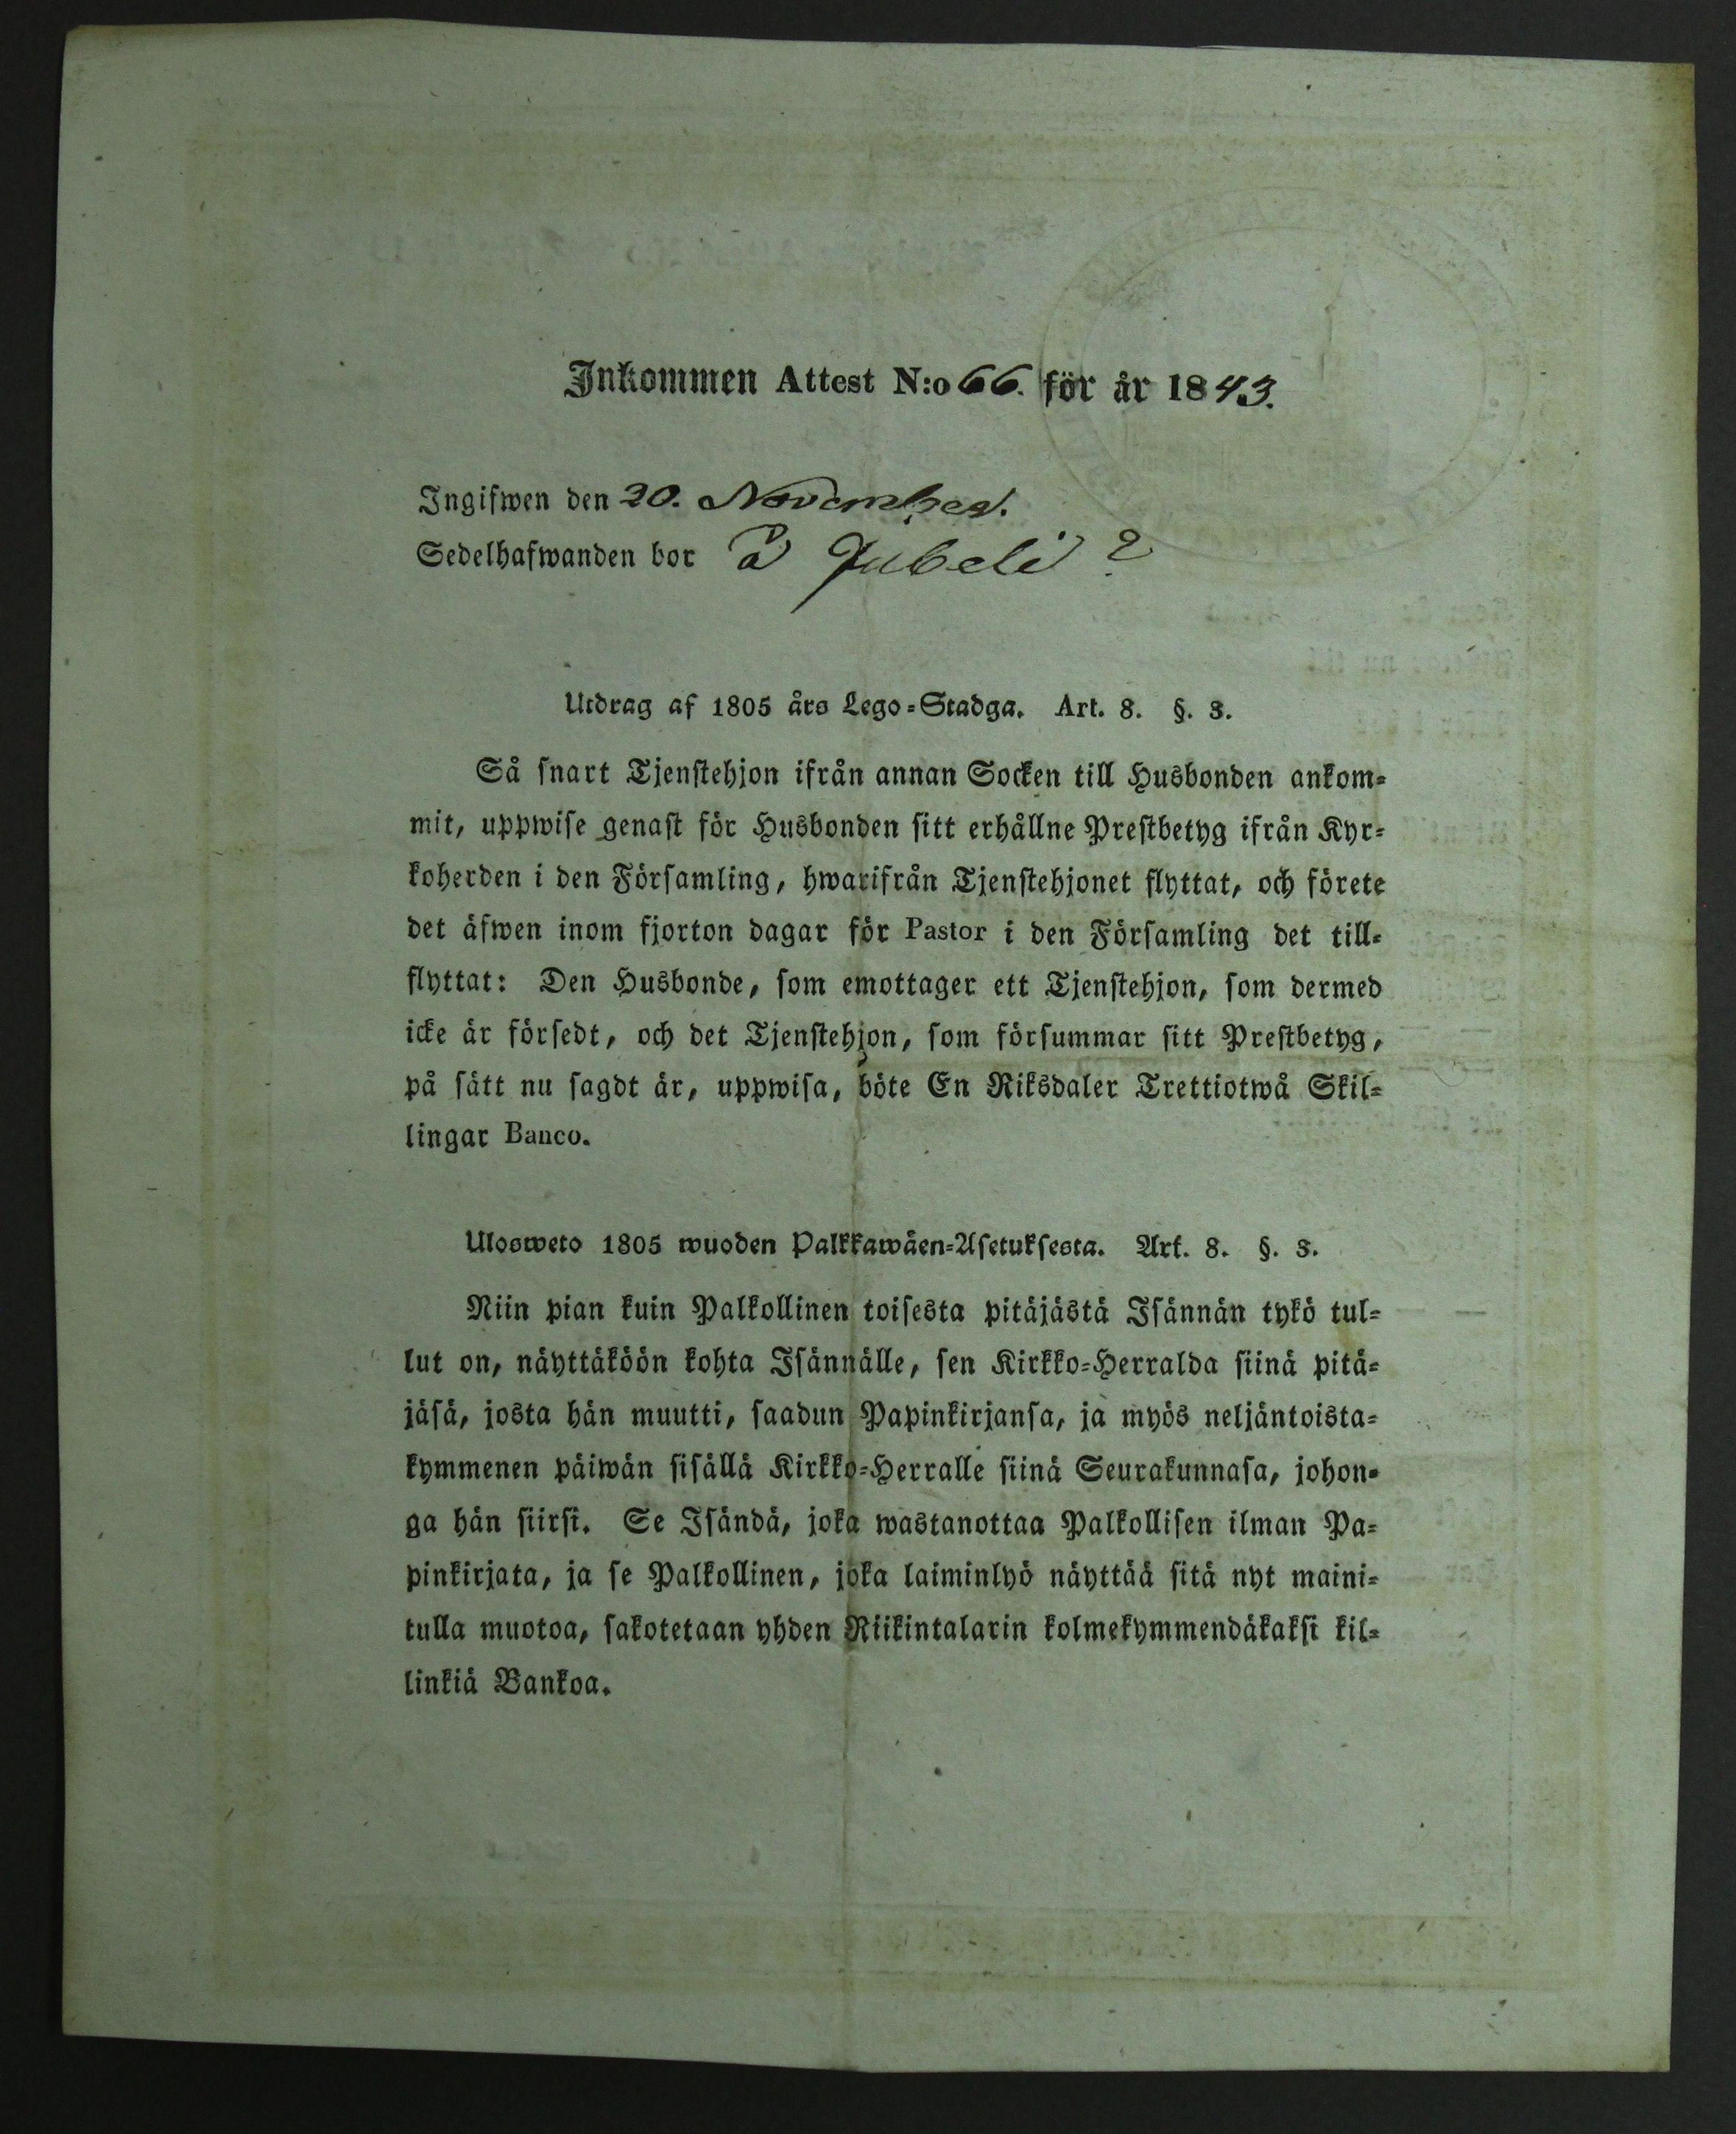 Inkommen Attest N:o 66. för år 1843.
Ingifwen den 20. November.
Sedelhafwanden bor å Jubeli ?
Utdrag af 1805 års Lego-Stadga. Art. 8. §. 3.
Så snart Tjenstehjon ifrån annan Socken till Husbonden ankom-
mit, uppwise genast för Husbonden sitt erhållne Prestbetyg ifrån Kyr-
koherden i den Församling, hwarifrån Tjenstehjonet flyttat, och förete
det äfwen inom fjorton dagar för Pastor i den Församling det till-
flyttat: Den Husbonde, som emottager ett Tjenstehjon, som dermed
icke är försedt, och det Tjenstehjon, som försummar sitt Prestbetyg,
på sätt nu sagdt är, uppwisa, böte En Riksdaler Trettiotwå Skil-
lingar Banco.
Ulosweto 1805 wuoden Palkkawäen-Asetuksesta. Art. 8. §. 3.
Niin pian kuin Palkollinen toisesta pitäjästä Isännän tykö tul-
lut on, näyttäköön kohta Isännälle, sen Kirkko-Herralda siinä pitä-
jäsä, josta hän muutti, saadun Papinkirjansa, ja myös neljäntoista-
kymmenen päiwän sisällä Kirkko-Herralle siinä Seurakunnasa, johon-
ga hän siirsi. Se Isändä, joka wastanottaa Palkollisen ilman Pa-
pinkirjata, ja se Palkollinen, joka laiminlyö näyttää sitä nyt maini-
tulla muotoa, sakotetaan yhden Riikintalarin kolmekymmendäkaksi kil-
linkiä Bankoa.